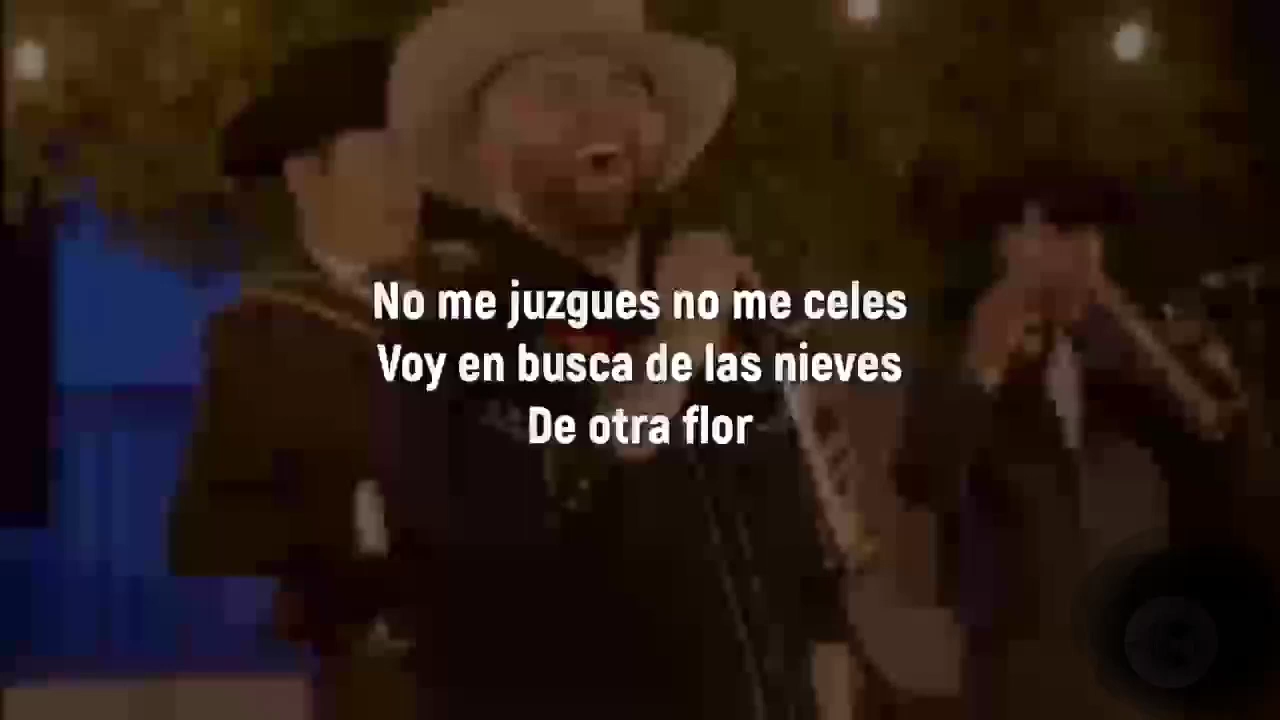 No me juzgues no me celes
Voy en busca de las nieves
De otra flor